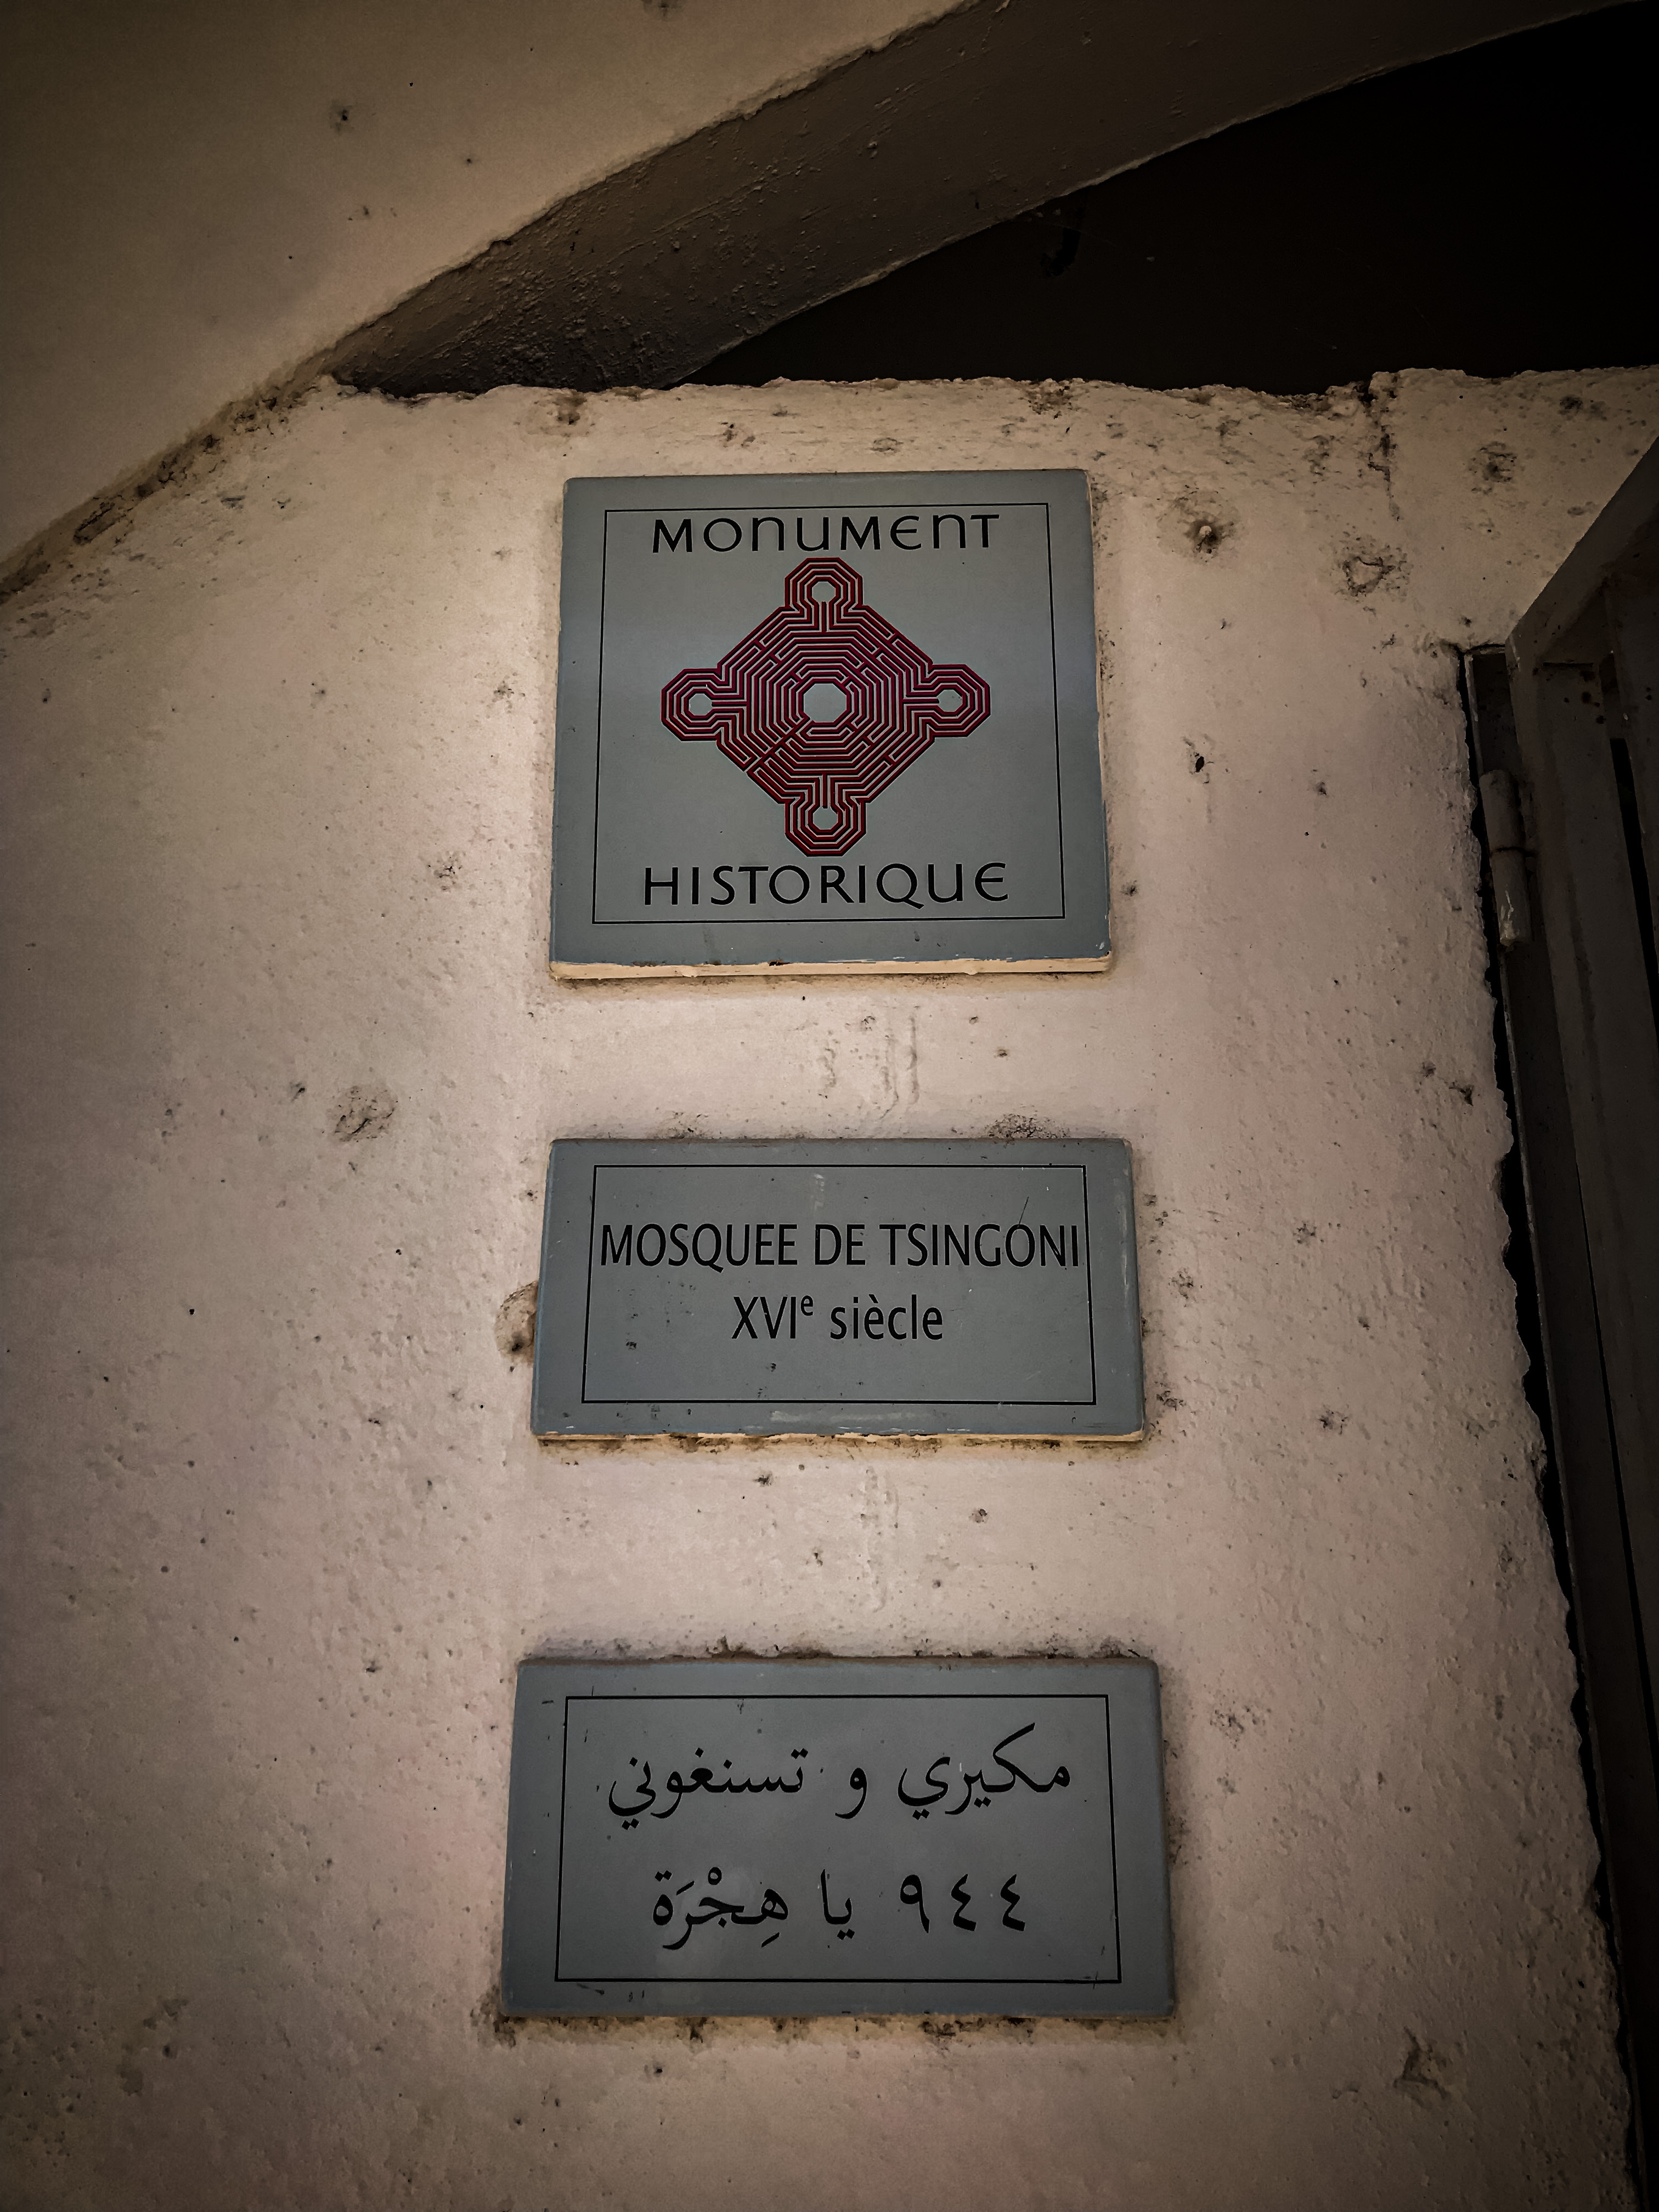 MONUMENT
HISTORIQUE
MOSQUEE DE TSINGONI
XVIᵉ siècle
مكيري و تسنغوني
٩٤٤ يا هِجْرَة